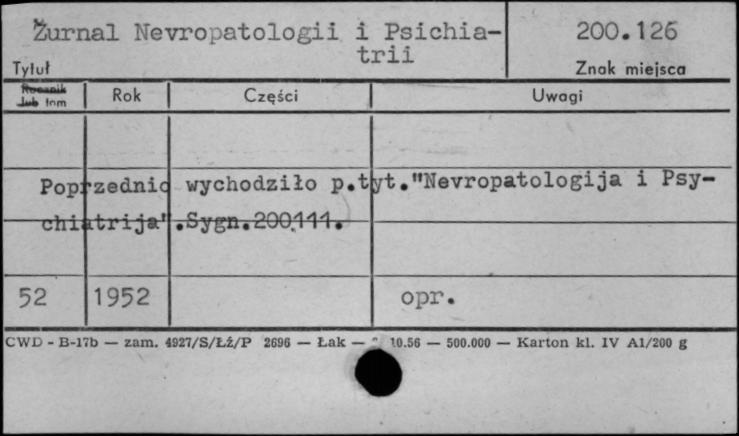 Žurnal Nevropatologii i Psichia-
trii
200.126
Tytuł
Znak miejsca
Rocznik
lub tom
Rok
Części
Uwagi
Poprzednio wychodziło p.tyt."Nevropatologija i Psy-
chiatrija".Sygn.200111.
52 1952 opr.
CWD - B-17b — zam. 4927/S/Łź/P 2696 — Łak — 10.56 — 500.000 — Karton kl. IV A1/200 g